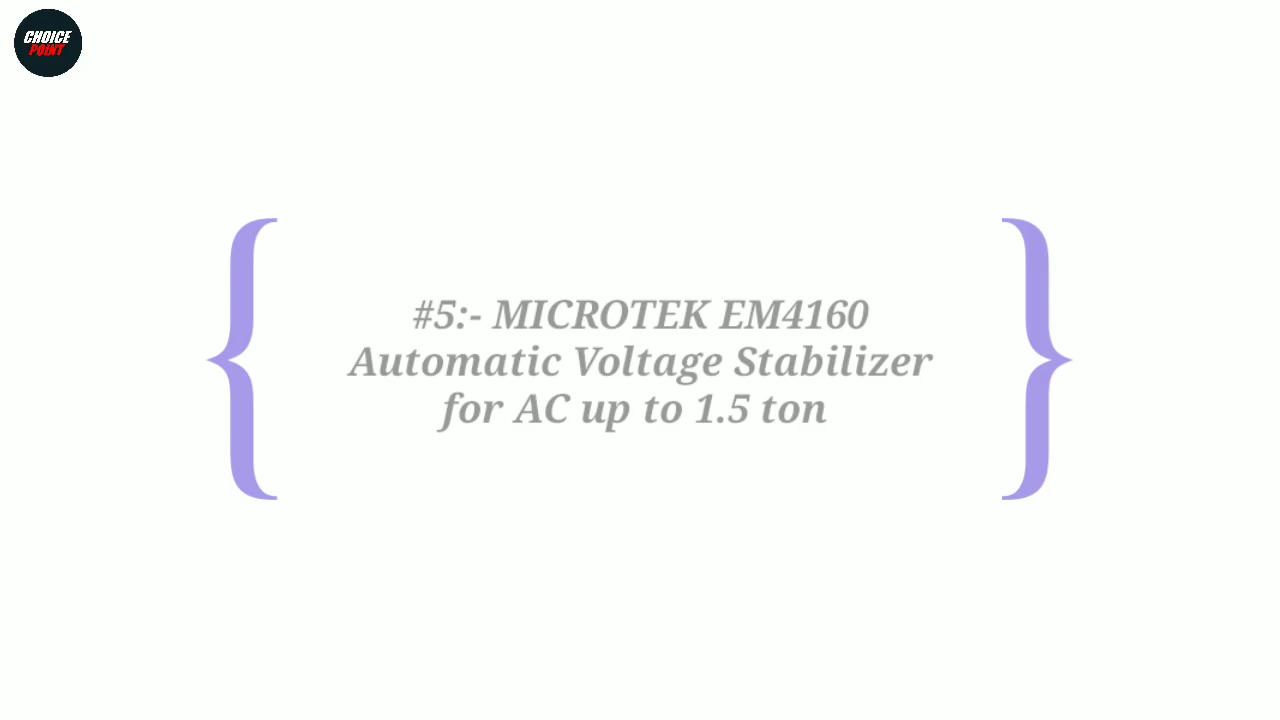 CHOICE
POINT
#5:- MICROTEK EM4160
Automatic Voltage Stabilizer
for AC up to 1.5 ton